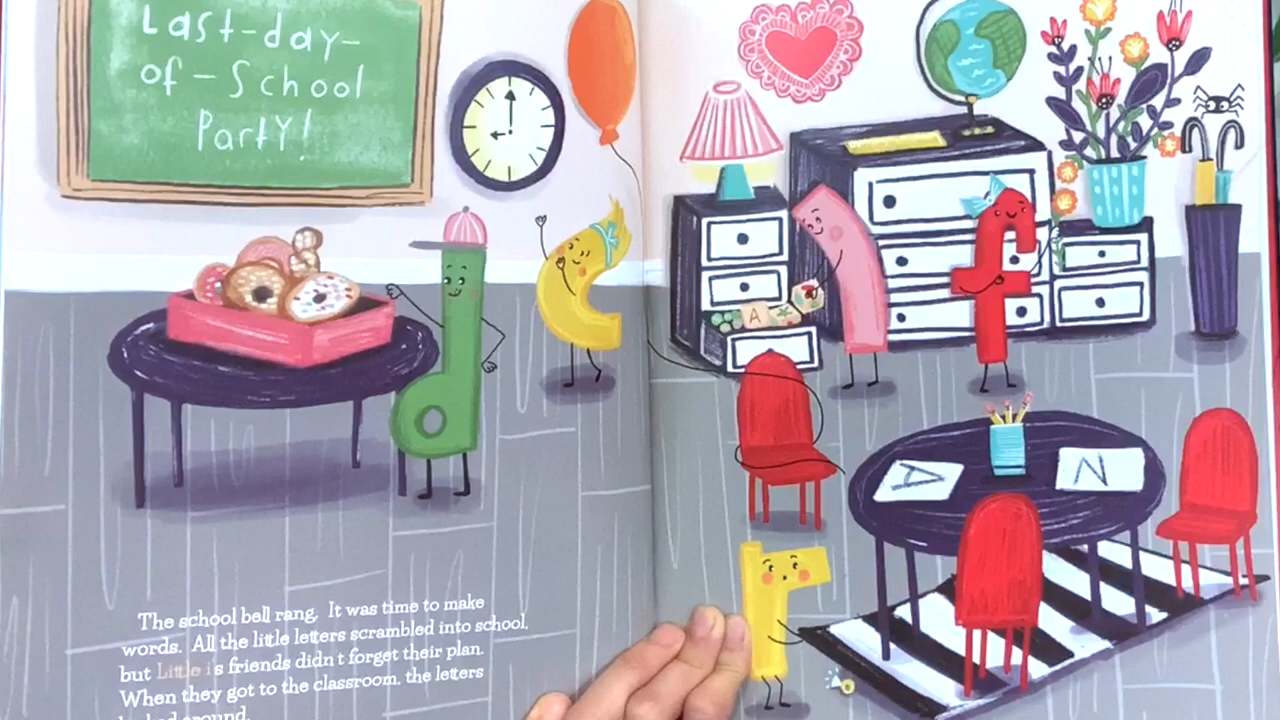 Last-day-
of-School
Party!
A
A
Z
The school bell rang. It was time to make
words. All the little letters scrambled into school,
but Little i's friends didn't forget their plan.
When they got to the classroom, the letters
around.